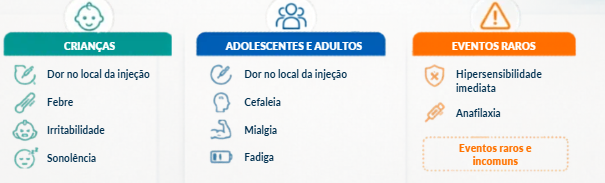 CRIANÇAS
Dor no local da injeção
Febre
Irritabilidade
Sonolência
ADOLESCENTES E ADULTOS
Dor no local da injeção
Cefaleia
Mialgia
Fadiga
EVENTOS RAROS
Hipersensibilidade
imediata
Anafilaxia
Eventos raros e
incomuns